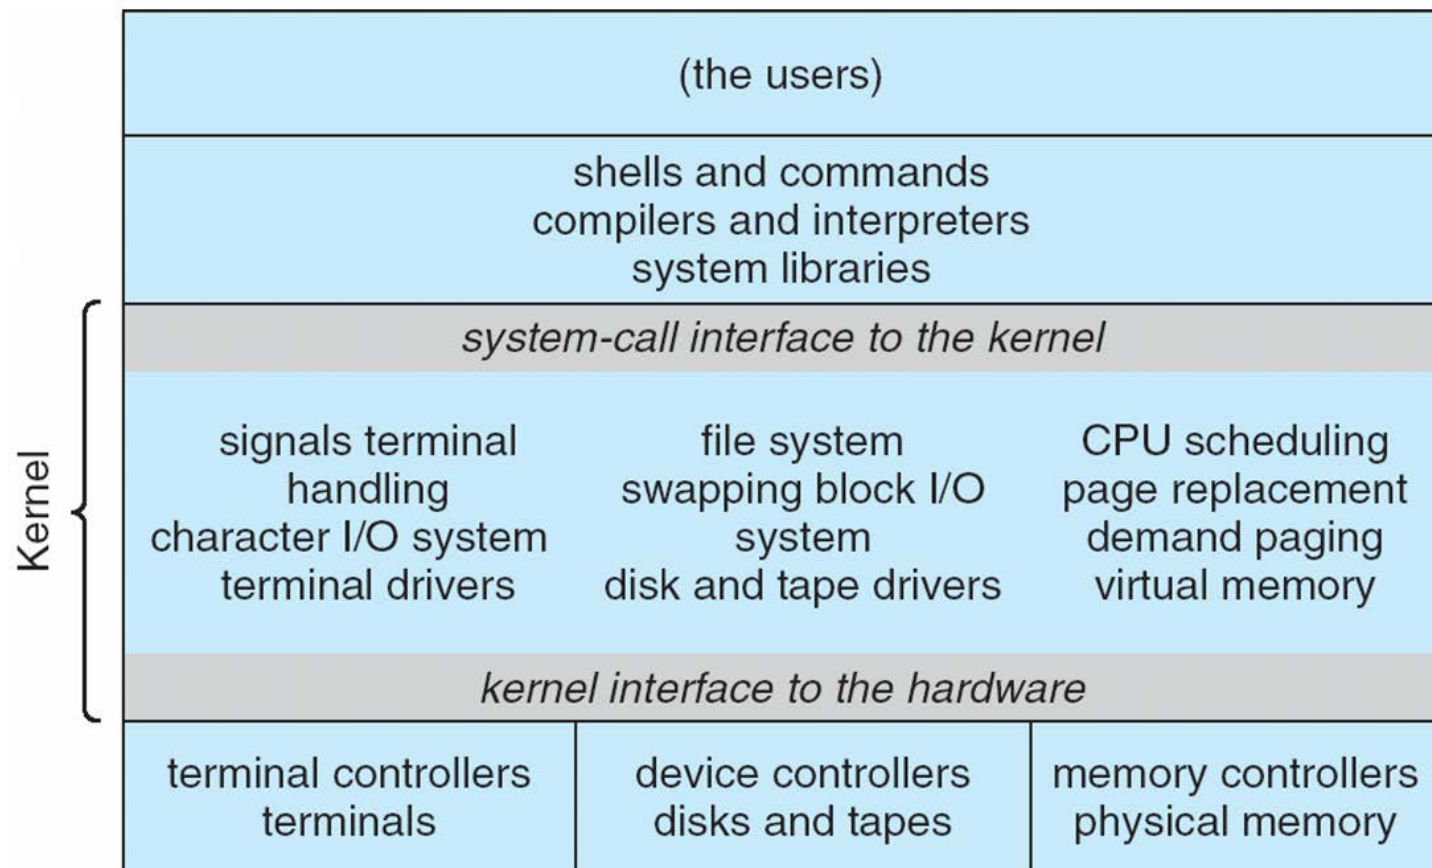 (the users)
shells and commands
compilers and interpreters
system libraries
Kernel
system-call interface to the kernel
signals terminal
handling
character I/O system
terminal drivers
file system
swapping block I/O
system
disk and tape drivers
CPU scheduling
page replacement
demand paging
virtual memory
kernel interface to the hardware
terminal controllers
terminals
device controllers
disks and tapes
memory controllers
physical memory